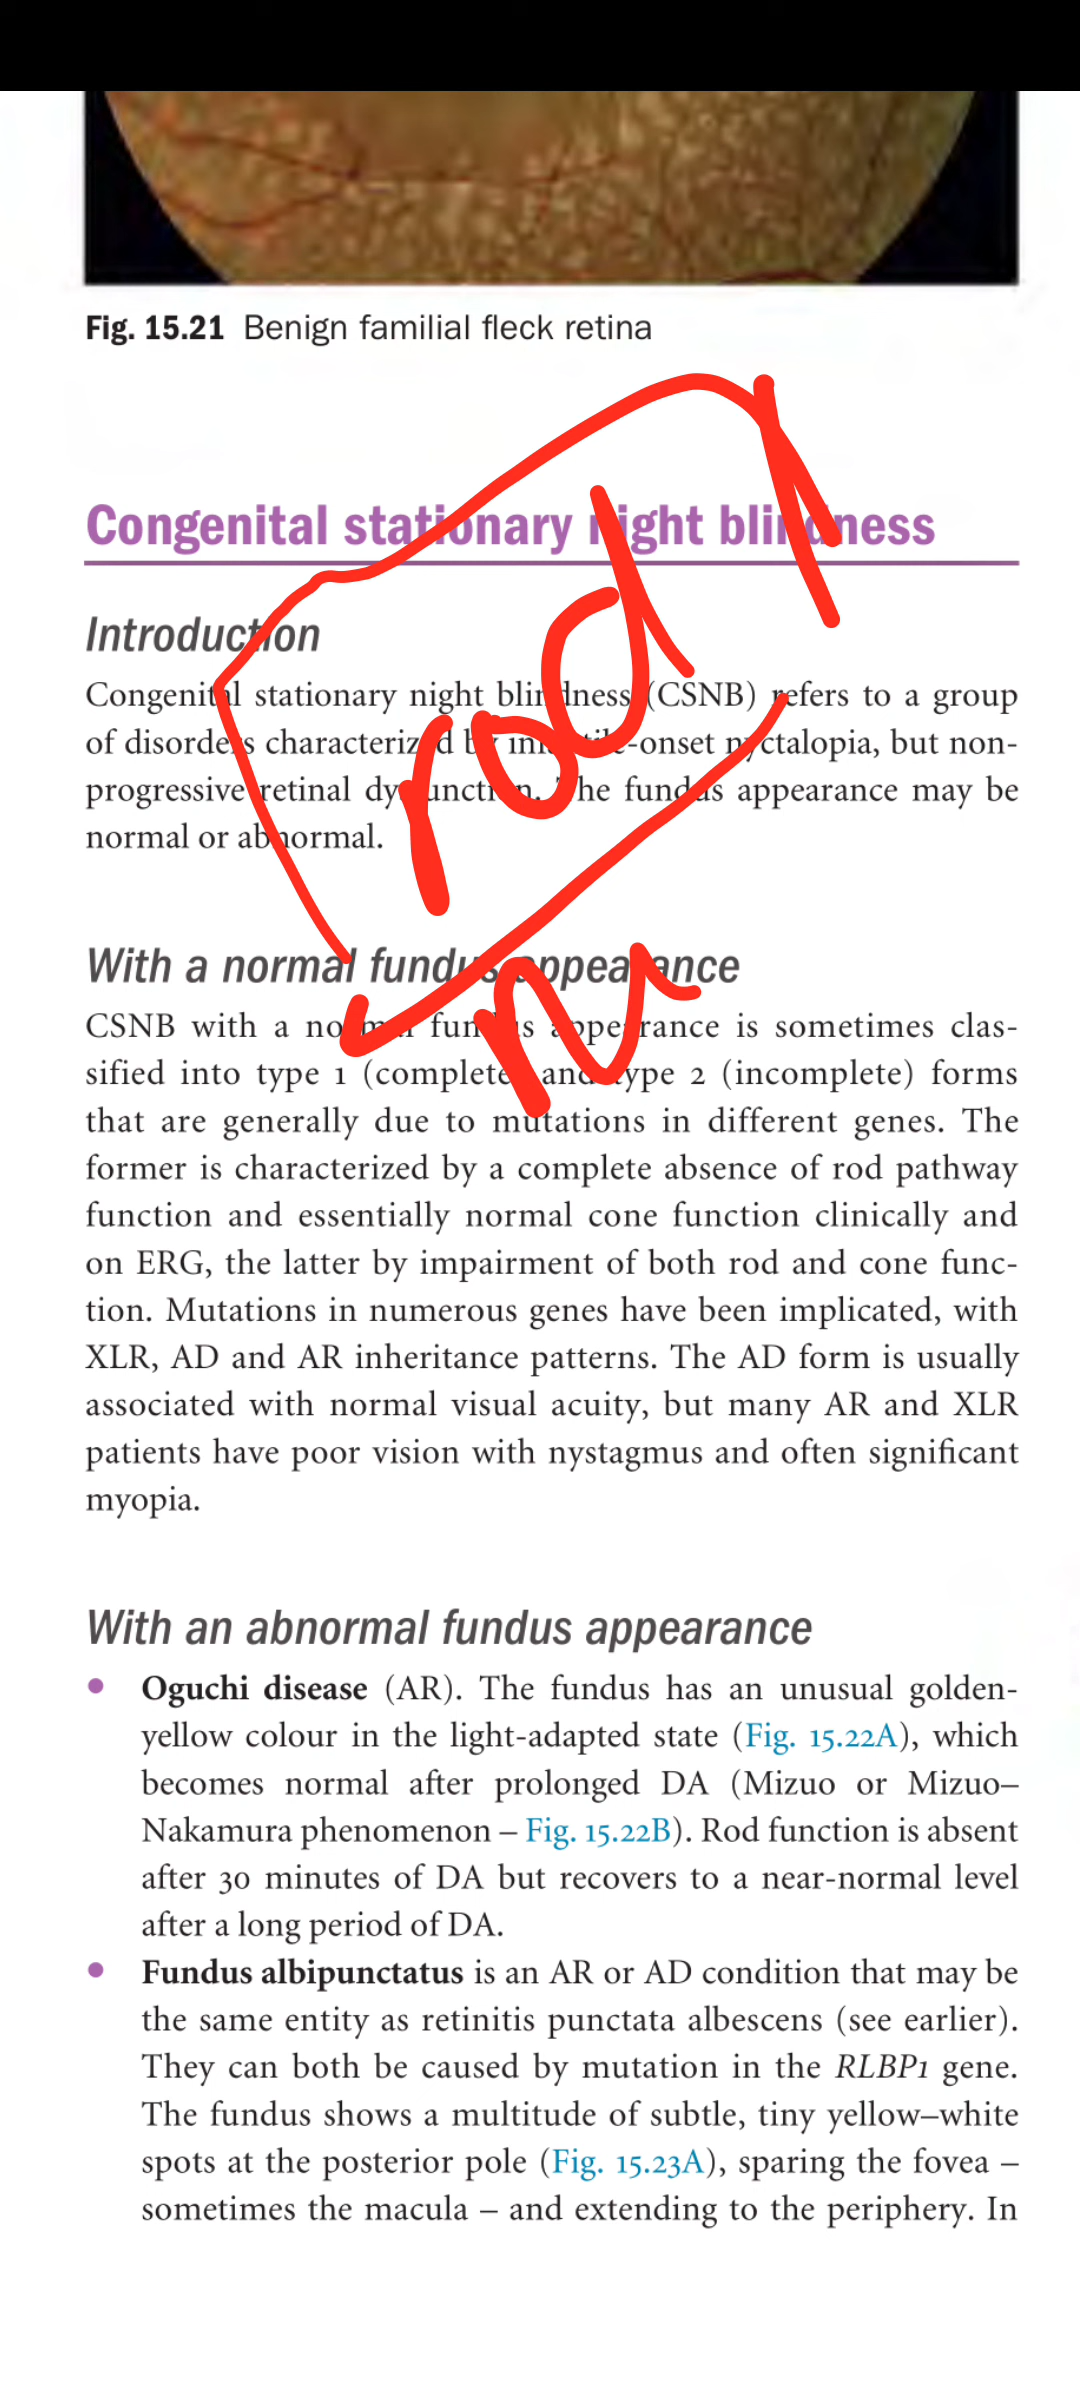 Fig. 15.21 Benign familial fleck retina
Congenital stationary night blindness
Introduction
Congenital stationary night blindness (CSNB) refers to a group
of disorders characterized by infantile-onset nyctalopia, but non-
progressive retinal dysfunction. The fundus appearance may be
normal or abnormal.
rod
With a normal fundus appearance
CSNB with a normal fundus appearance is sometimes clas-
sified into type 1 (complete) and type 2 (incomplete) forms
that are generally due to mutations in different genes. The
former is characterized by a complete absence of rod pathway
function and essentially normal cone function clinically and
on ERG, the latter by impairment of both rod and cone func-
tion. Mutations in numerous genes have been implicated, with
XLR, AD and AR inheritance patterns. The AD form is usually
associated with normal visual acuity, but many AR and XLR
patients have poor vision with nystagmus and often significant
myopia.
With an abnormal fundus appearance
• Oguchi disease (AR). The fundus has an unusual golden-
yellow colour in the light-adapted state (Fig. 15.22A), which
becomes normal after prolonged DA (Mizuo or Mizuo–
Nakamura phenomenon – Fig. 15.22B). Rod function is absent
after 30 minutes of DA but recovers to a near-normal level
after a long period of DA.
• Fundus albipunctatus is an AR or AD condition that may be
the same entity as retinitis punctata albescens (see earlier).
They can both be caused by mutation in the RLBP1 gene.
The fundus shows a multitude of subtle, tiny yellow–white
spots at the posterior pole (Fig. 15.23A), sparing the fovea –
sometimes the macula – and extending to the periphery. In